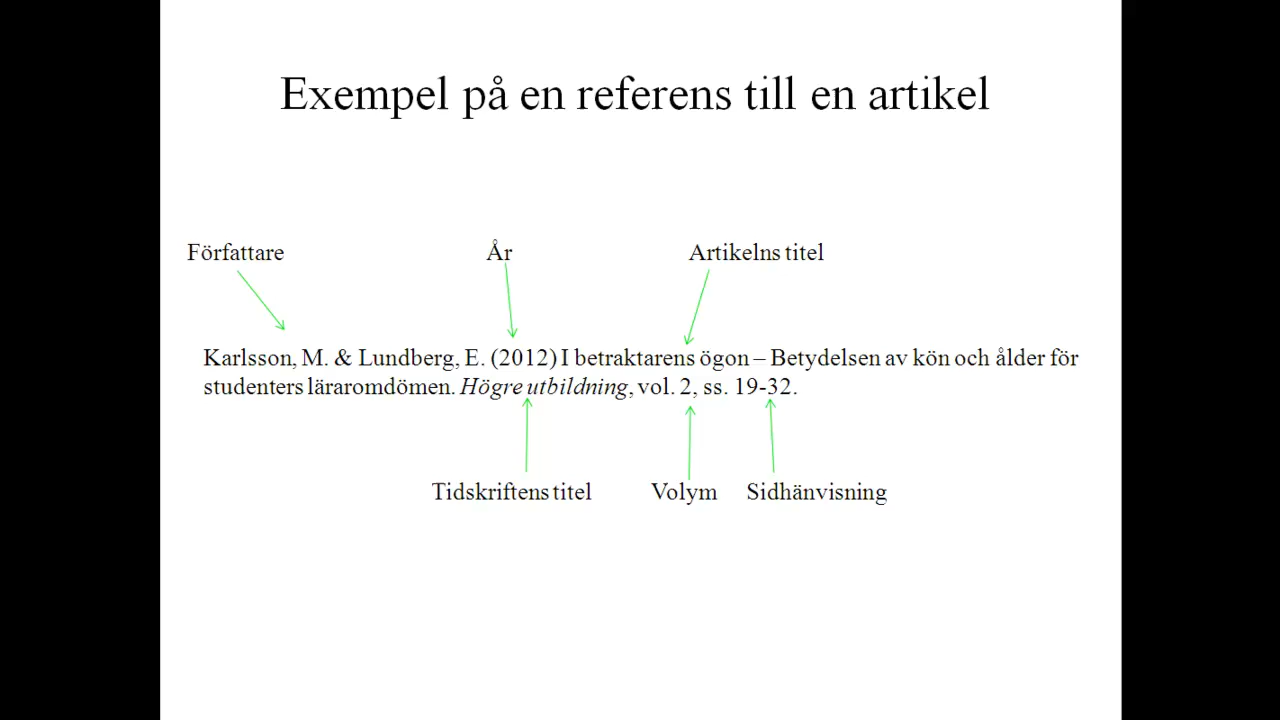 Exempel på en referens till en artikel
Författare År Artikelns titel
Karlsson, M. & Lundberg, E. (2012) I betraktarens ögon – Betydelsen av kön och ålder för
studenters läraromdömen. Högre utbildning, vol. 2, ss. 19-32.
Tidskriftens titel Volym Sidhänvisning